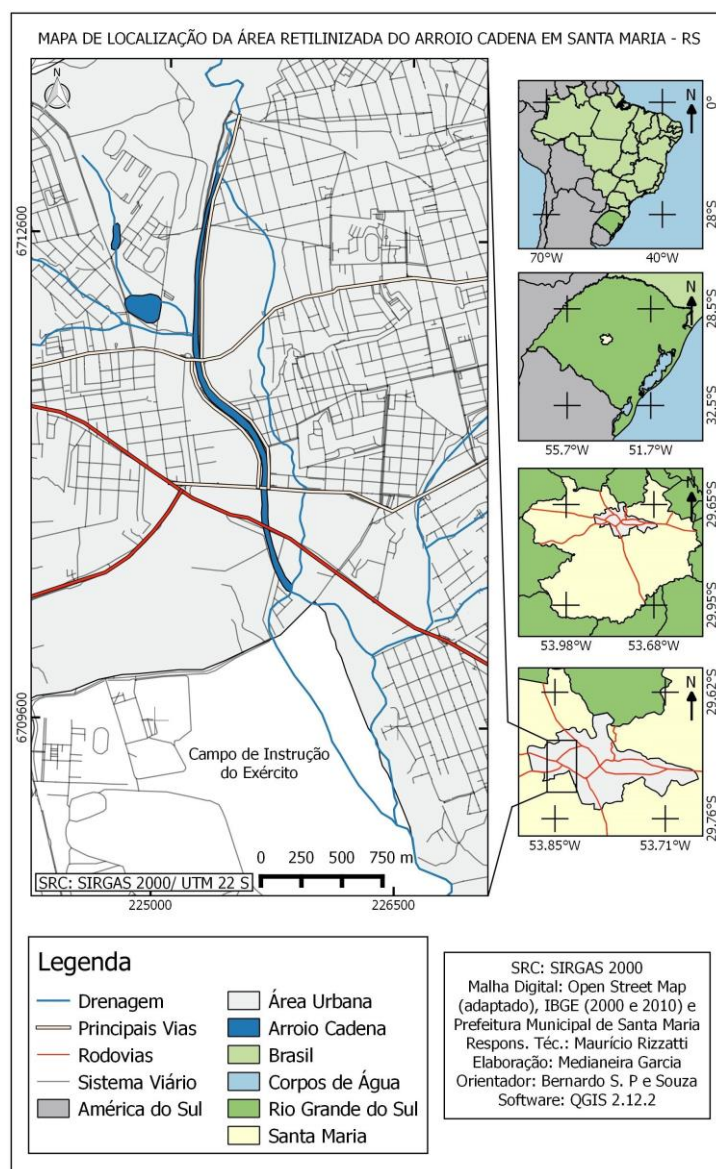 MAPA DE LOCALIZAÇÃO DA ÁREA RETILINIZADA DO ARROIO CADENA EM SANTA MARIA - RS
N
6712600
6709600
Campo de Instrução
do Exército
0 250 500 750 m
SRC: SIRGAS 2000/ UTM 22 S
225000 226500
N
0°
28°S
70°W 40°W
N
28.5°S
32.5°S
55.7°W 51.7°W
N
29.65°S
29.95°S
53.98°W 53.68°W
N
29.62°S
29.76°S
53.85°W 53.71°W
Legenda
Drenagem
Principais Vias
Rodovias
Sistema Viário
América do Sul
Área Urbana
Arroio Cadena
Brasil
Corpos de Água
Rio Grande do Sul
Santa Maria
SRC: SIRGAS 2000
Malha Digital: Open Street Map
(adaptado), IBGE (2000 e 2010) e
Prefeitura Municipal de Santa Maria
Respons. Téc.: Maurício Rizzatti
Elaboração: Medianeira Garcia
Orientador: Bernardo S. P e Souza
Software: QGIS 2.12.2